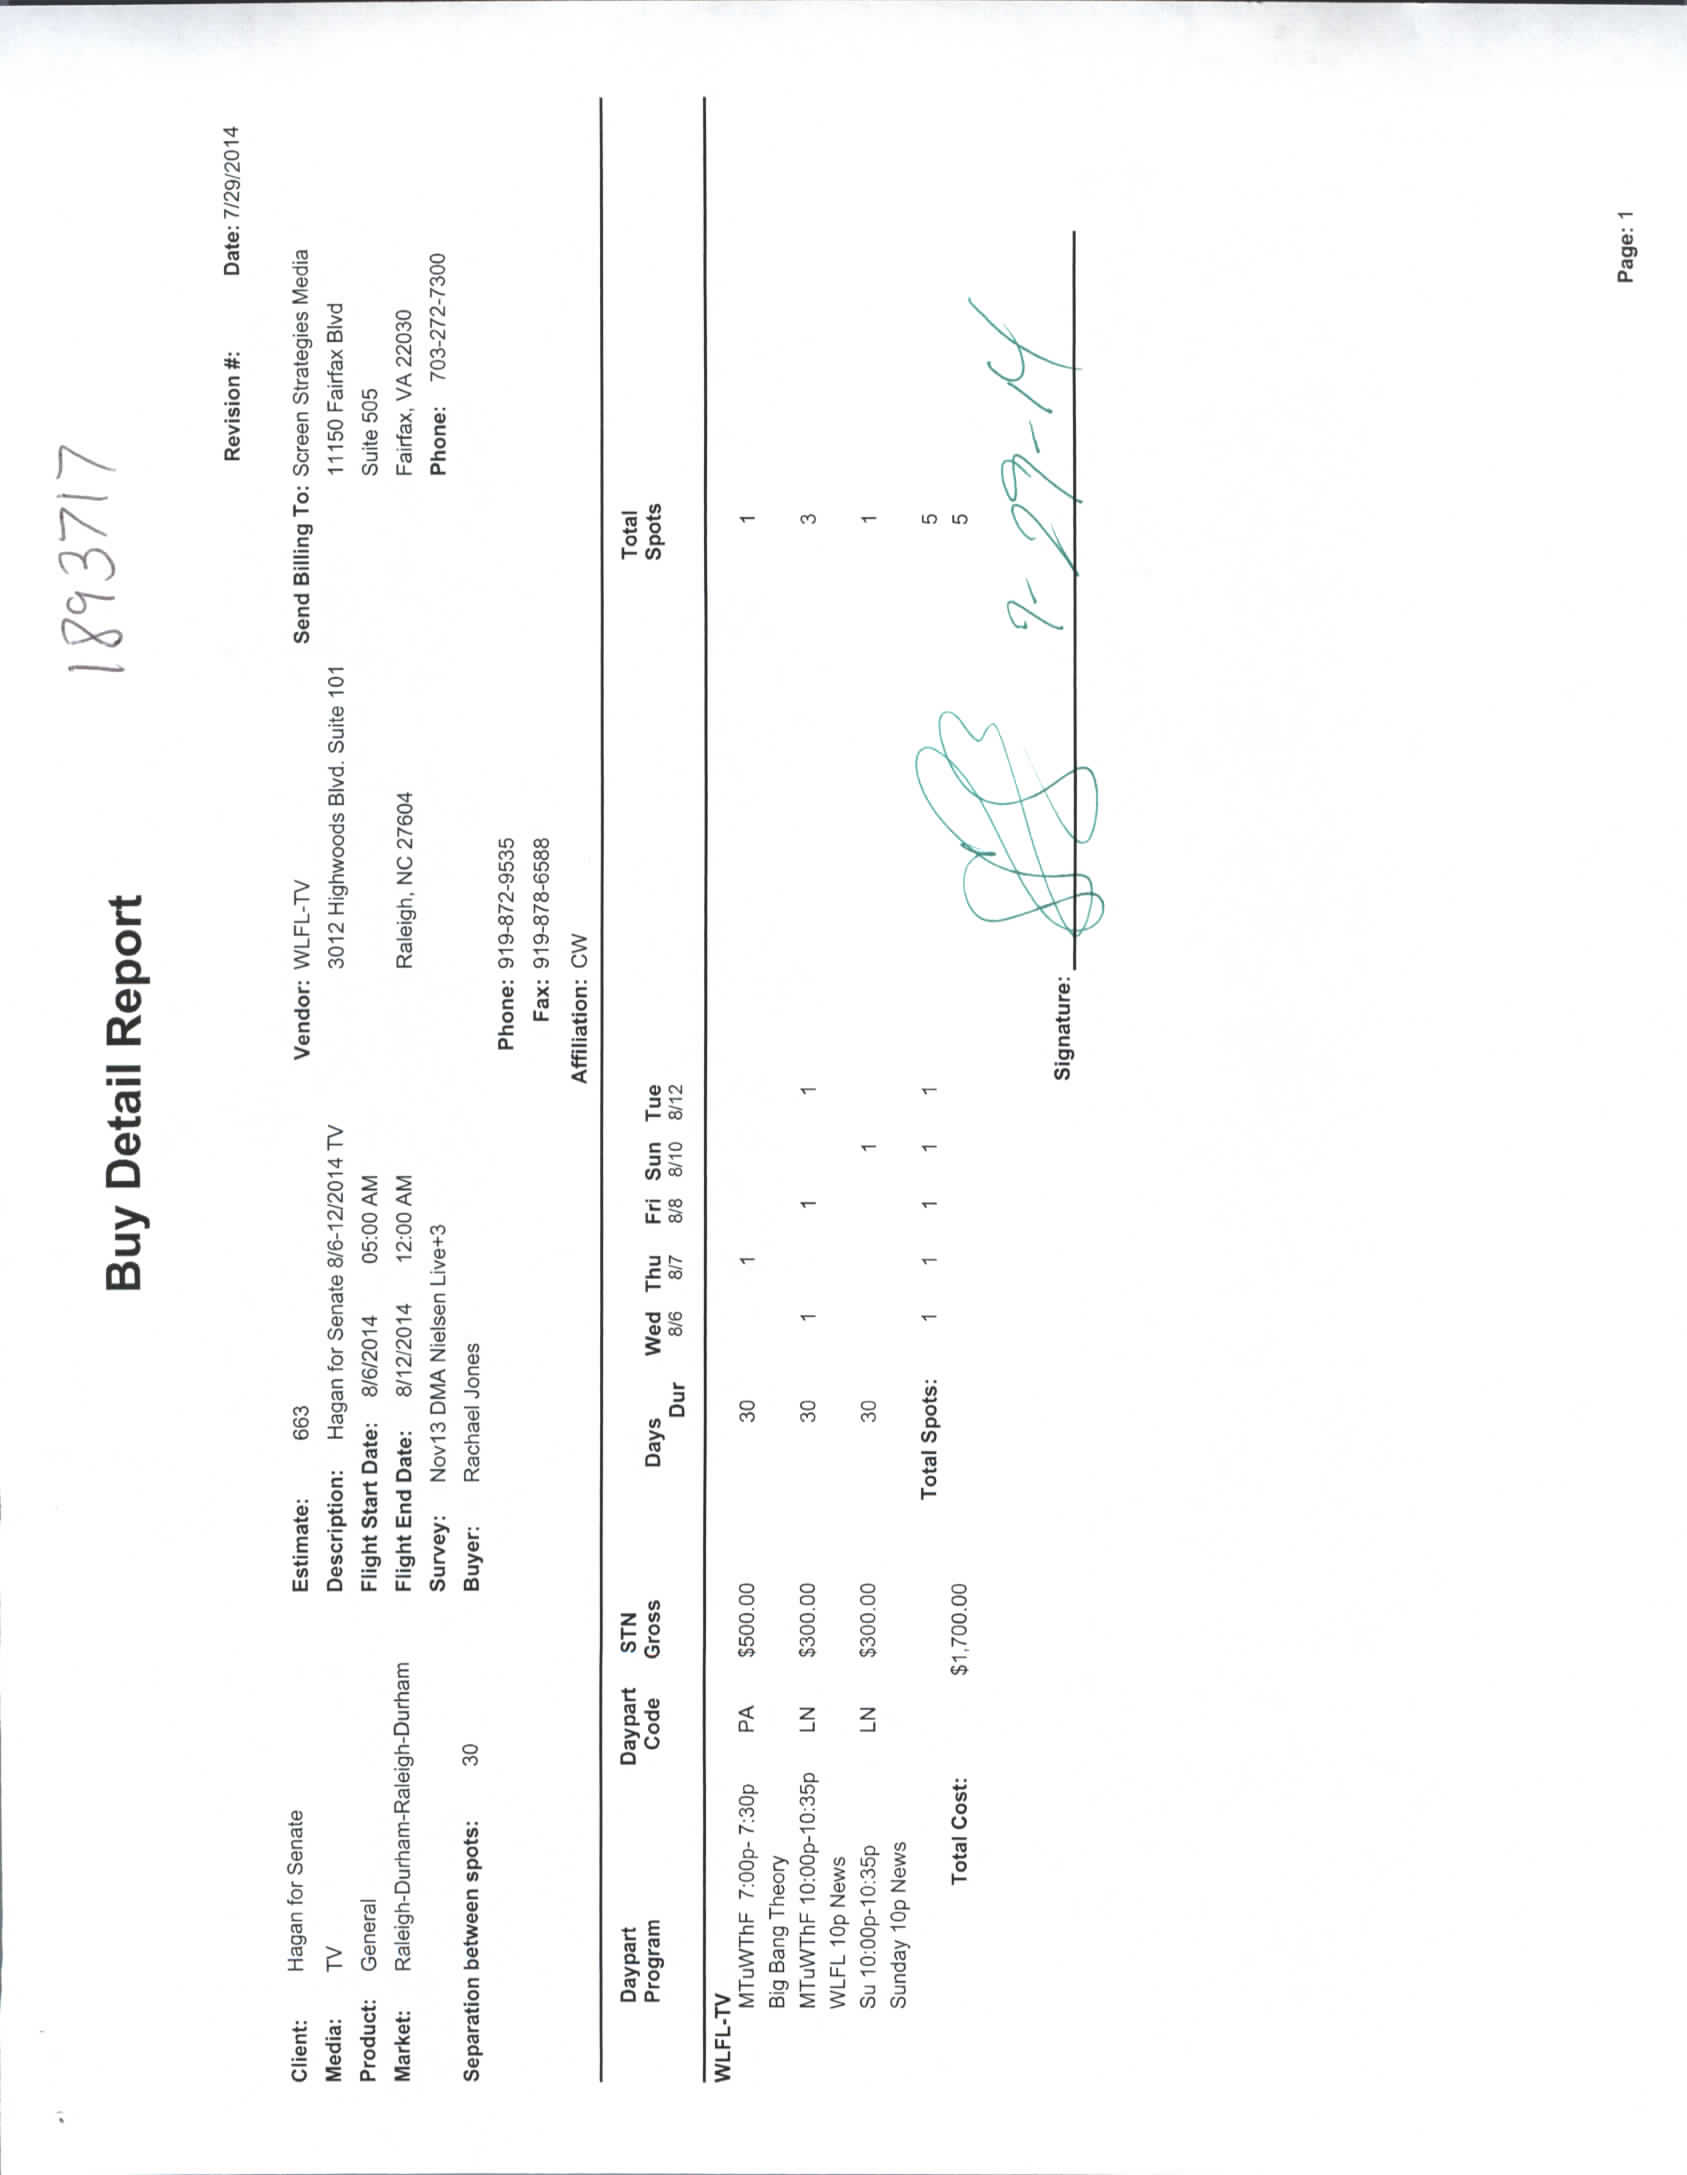 189371​7
Buy Detail Report
Revision #: Date: 7/29/2014
Client: Hagan for Senate Estimate: 663 Vendor: WLFL-TV Send Billing To: Screen Strategies Media
Media: TV Description: Hagan for Senate 8/6-12/2014 TV 3012 Highwoods Blvd. Suite 101 11150 Fairfax Blvd
Product: General Flight Start Date: 8/6/2014 05:00 AM Suite 505
Market: Raleigh-Durham-Raleigh-Durham Flight End Date: 8/12/2014 12:00 AM Raleigh, NC 27604 Fairfax, VA 22030
Survey: Nov13 DMA Nielsen Live+3 Phone: 703-272-7300
Separation between spots: 30 Buyer: Rachael Jones
Phone: 919-872-9535
Fax: 919-878-6588
Affiliation: CW
Daypart Daypart STN Total
Program Code Gross Days Wed Thu Fri Sun Tue Spots
Dur 8/6 8/7 8/8 8/10 8/12
WLFL-TV
MTuWThF 7:00p- 7:30p PA $500.00 30 1 1
Big Bang Theory
MTuWThF 10:00p-10:35p LN $300.00 30 1 1 1 3
WLFL 10p News
Su 10:00p-10:35p LN $300.00 30 1 1
Sunday 10p News
Total Spots: 1 1 1 1 1 5
Total Cost: $1,700.00 5
Signature: 7-29-14
Page: 1